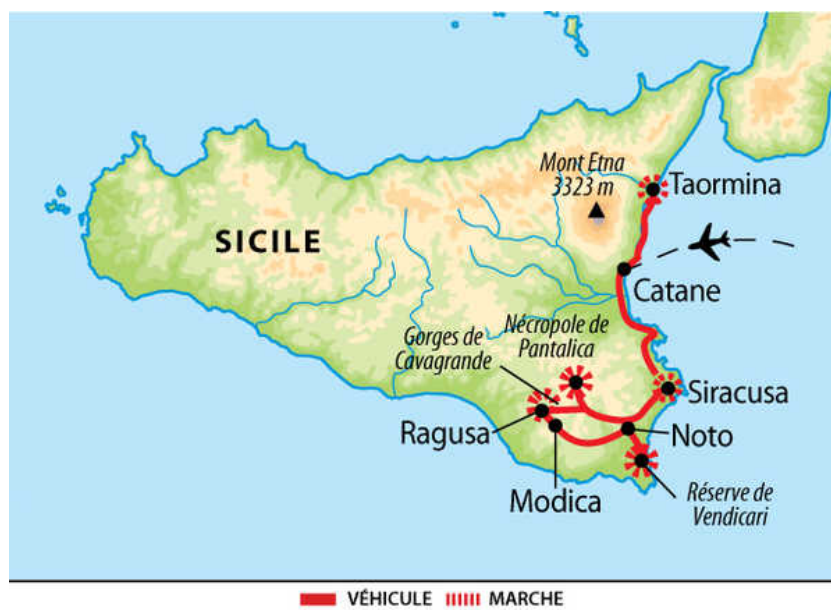 Mont Etna
3323 m
Taormina
SICILE
Catane
Nécropole de
Pantalica
Gorges de
Cavagrande
Siracusa
Ragusa
Noto
Modica
Réserve de
Vendicari
VÉHICULE
MARCHE